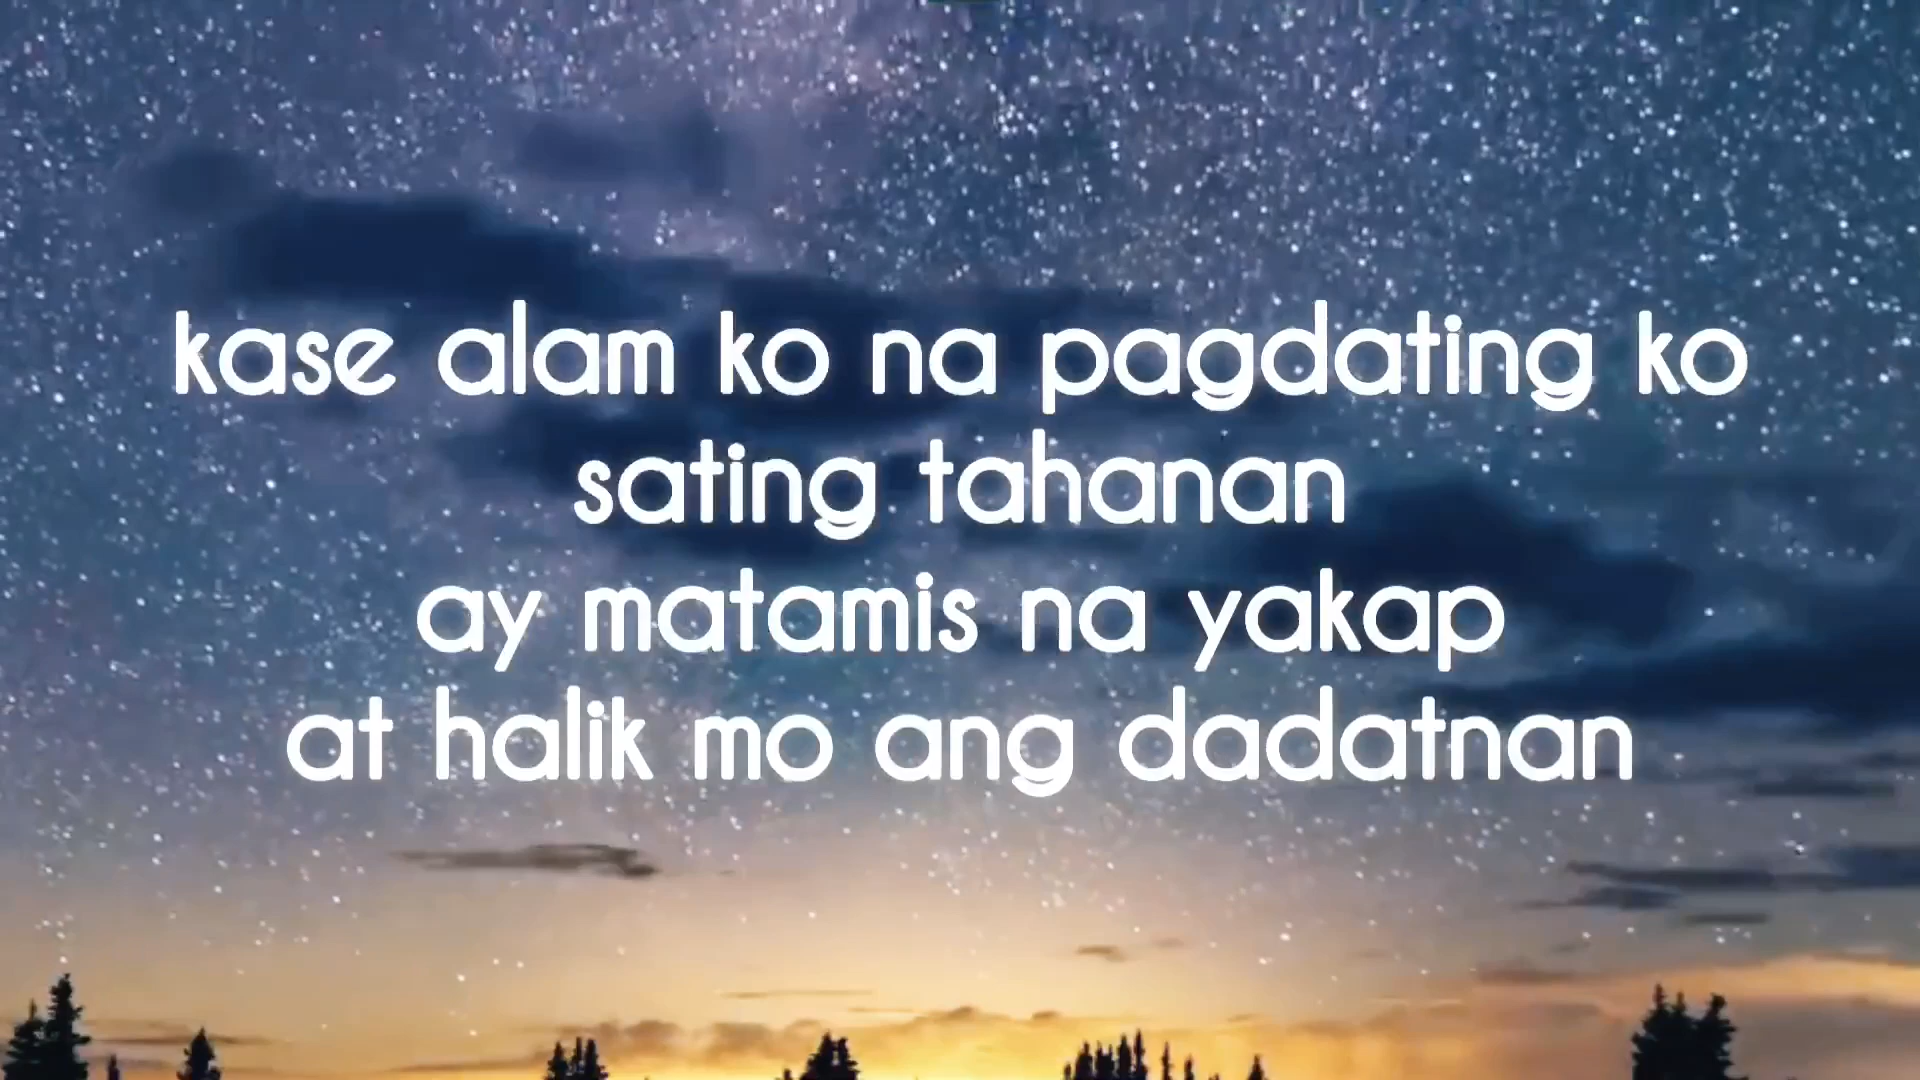 kase alam ko na pagdating ko
sating tahanan
ay matamis na yakap
at halik mo ang dadatnan